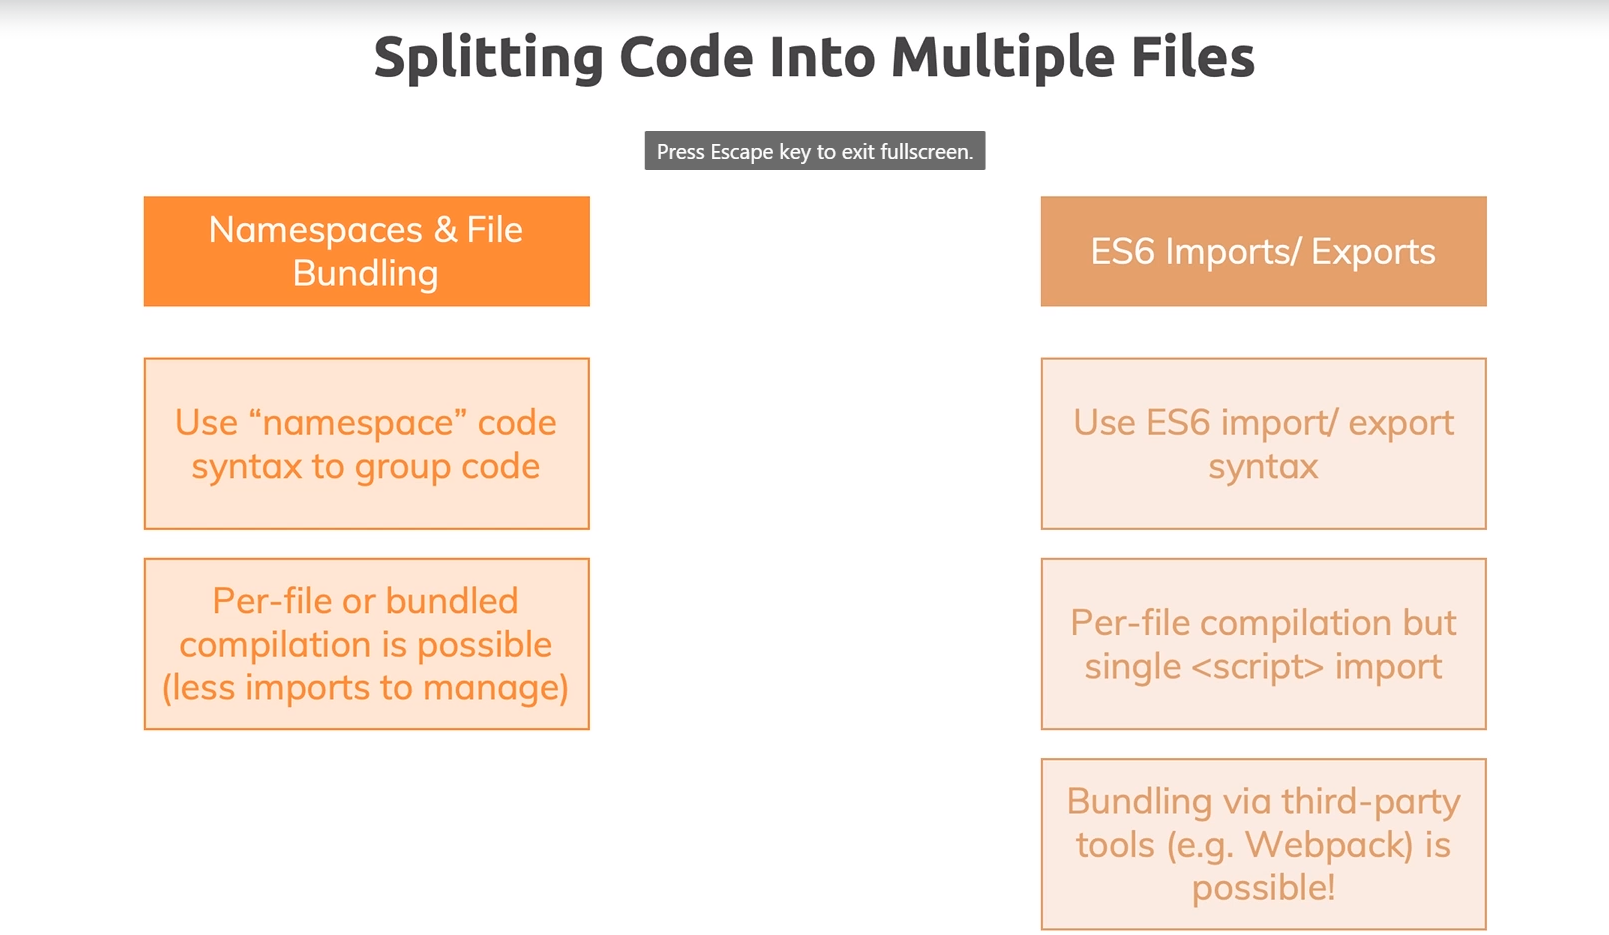 Splitting Code Into Multiple Files
Press Escape key to exit fullscreen.
Namespaces & File
Bundling
Use “namespace” code
syntax to group code
Per-file or bundled
compilation is possible
(less imports to manage)
ES6 Imports/ Exports
Use ES6 import/ export
syntax
Per-file compilation but
single <script> import
Bundling via third-party
tools (e.g. Webpack) is
possible!